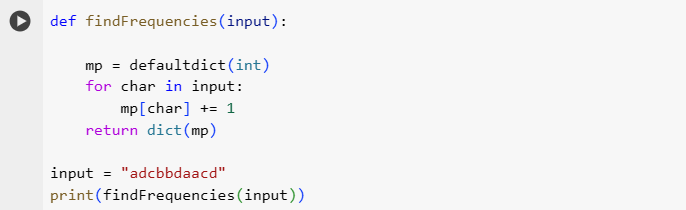 def findFrequencies(input):
    mp = defaultdict(int)
    for char in input:
        mp[char] += 1
    return dict(mp)
input = "adcbbdaacd"
print(findFrequencies(input))